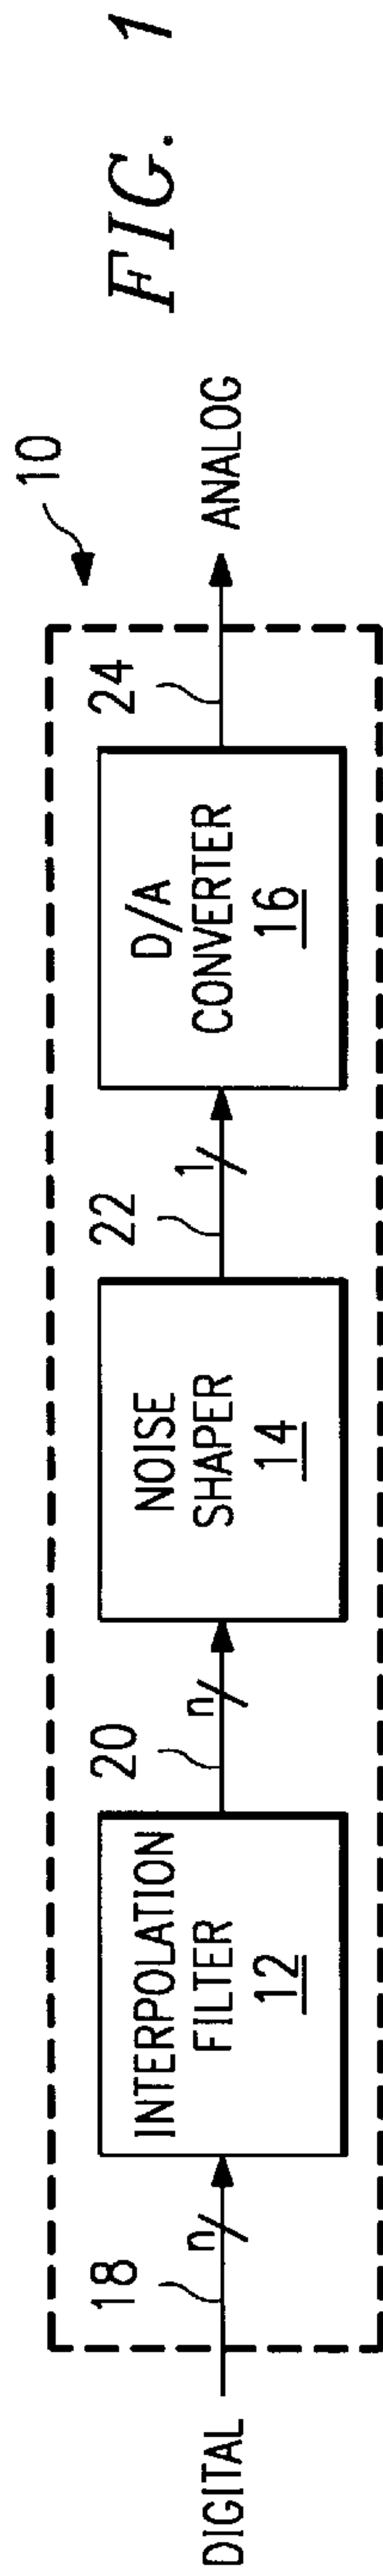 FIG. 1
10
DIGITAL
18
n
INTERPOLATION
FILTER
12
20
n
NOISE
SHAPER
14
22
1
D/A
CONVERTER
16
24
ANALOG